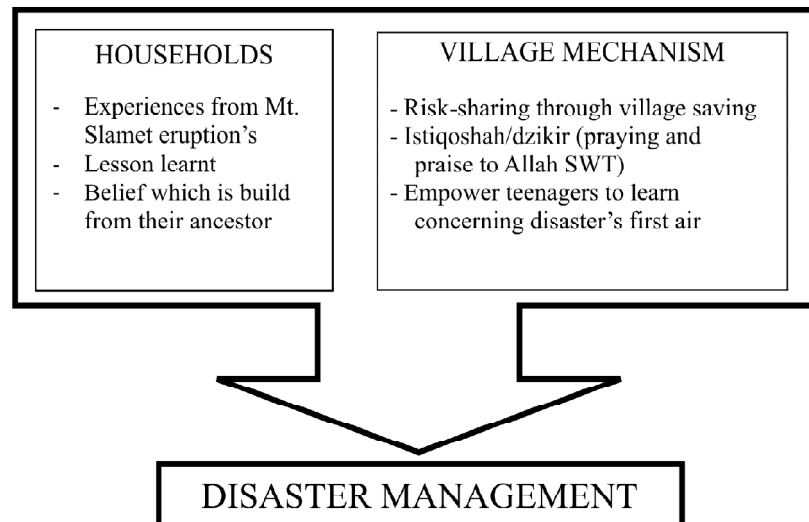 HOUSEHOLDS
- Experiences from Mt.
Slamet eruption’s
- Lesson learnt
- Belief which is build
from their ancestor
VILLAGE MECHANISM
- Risk-sharing through village saving
- Istiqoshah/dzikir (praying and
praise to Allah SWT)
- Empower teenagers to learn
concerning disaster’s first air
DISASTER MANAGEMENT